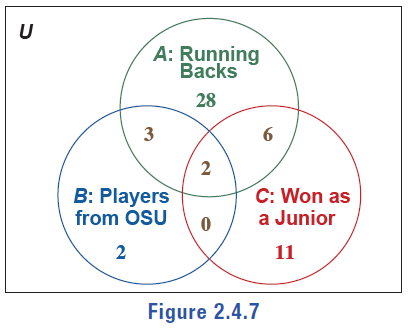 U
A: Running
Backs
28
3
6
2
B: Players
from OSU
C: Won as
a Junior
0
2
11
Figure 2.4.7